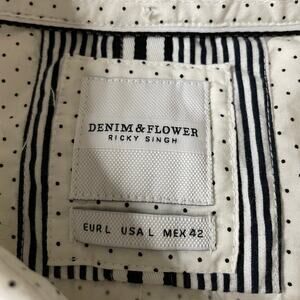 DENIM & FLOWER
RICKY SINGH
EUR L USA L MEX 42